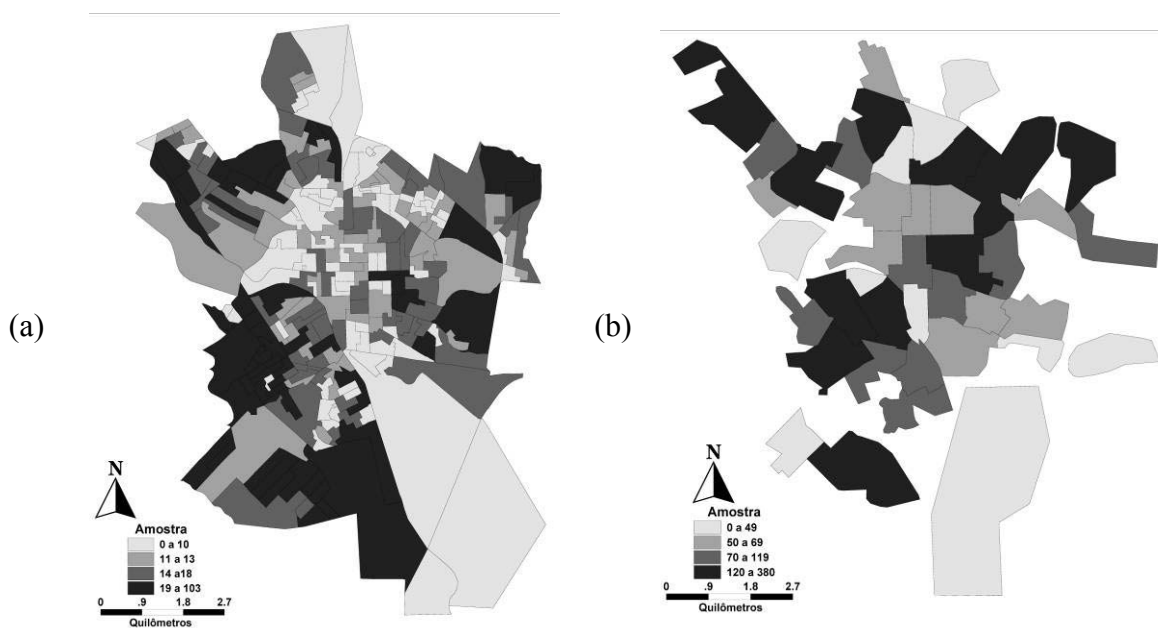 (a)
N
Amostra
0 a 10
11 a 13
14 a18
19 a 103
0 .9 1.8 2.7
Quilômetros
(b)
N
Amostra
0 a 49
50 a 69
70 a 119
120 a 380
0 .9 1.8 2.7
Quilômetros